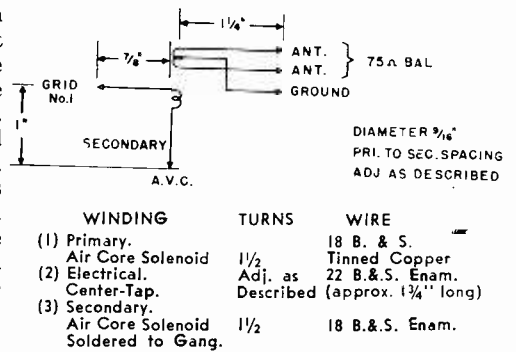 1¼"
7/8"
ANT.
ANT.
GROUND
75Ω BAL
GRID
No.1
1"
SECONDARY
A.V.C.
DIAMETER 9/16"
PRI. TO SEC. SPACING
ADJ AS DESCRIBED
WINDING TURNS WIRE
(1) Primary. 18 B. & S.
Air Core Solenoid 1½ Tinned Copper
(2) Electrical. Adj. as 22 B.&S. Enam.
Center-Tap. Described (approx. 1¾" long)
(3) Secondary.
Air Core Solenoid 1½ 18 B.&S. Enam.
Soldered to Gang.